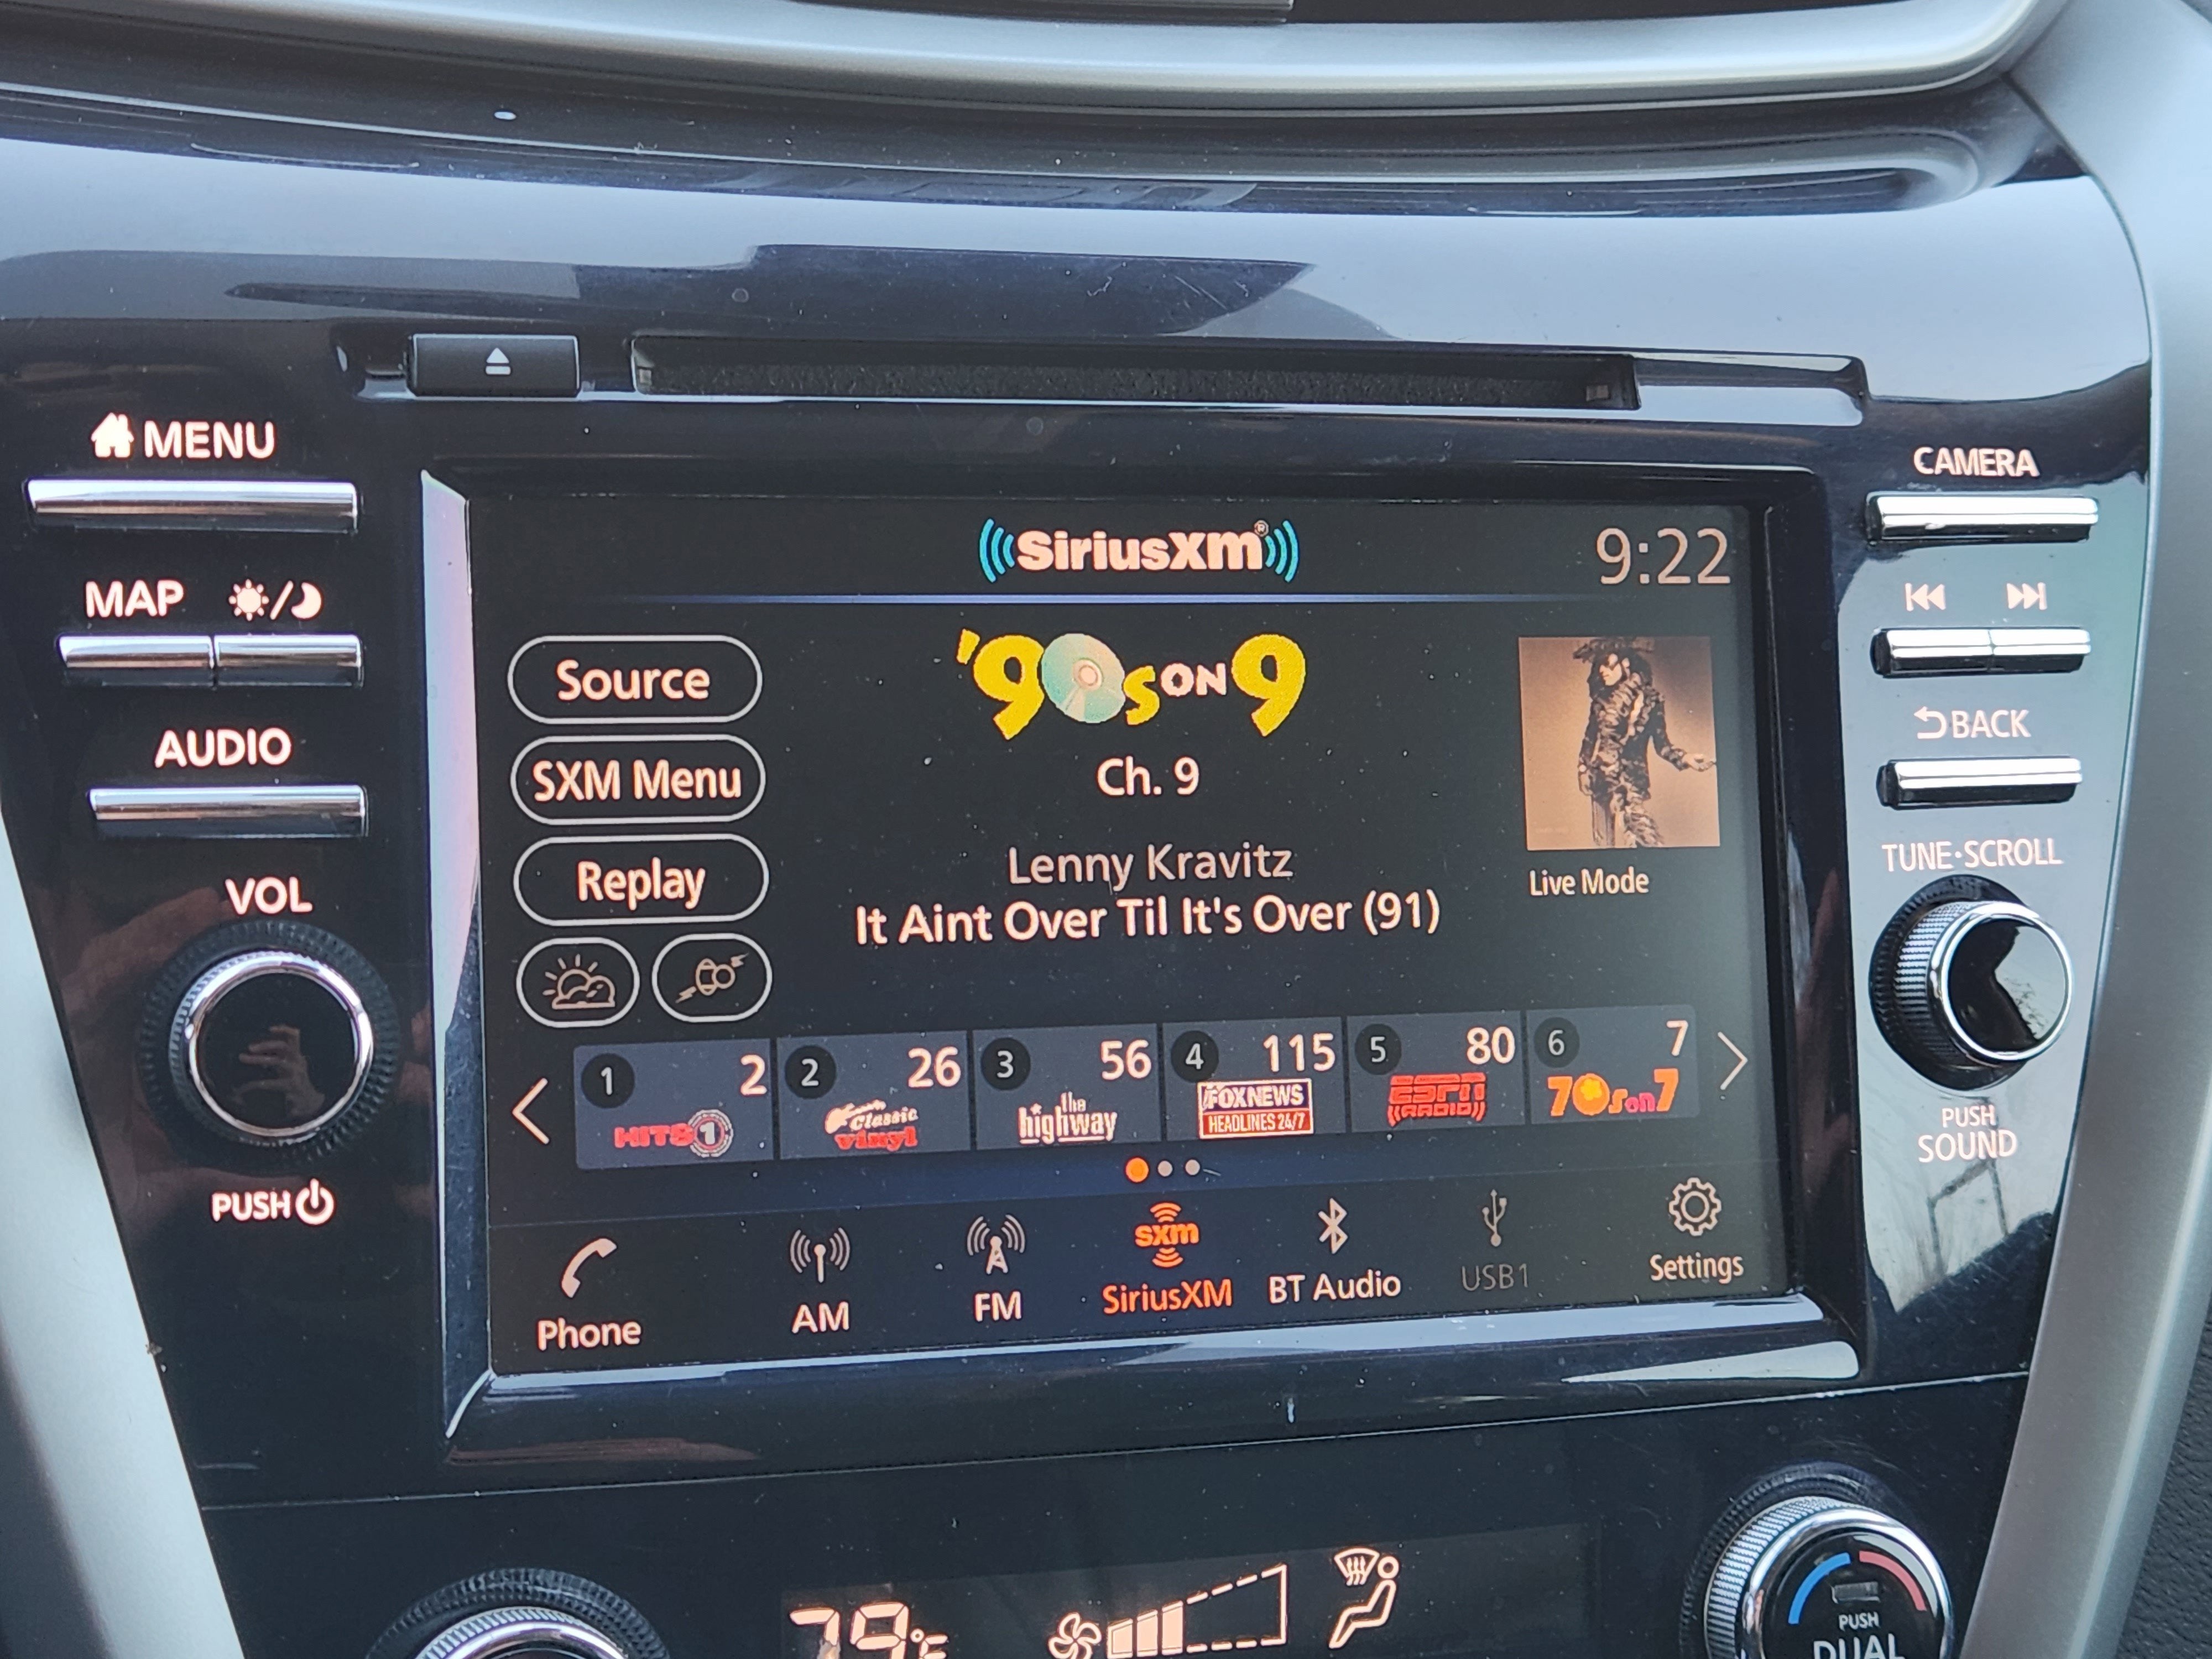 MENU
MAP
AUDIO
VOL
PUSH
((( SiriusXM® )))
9:22
Source
SXM Menu
Replay
'90s ON 9
Ch. 9
Lenny Kravitz
It Aint Over Til It's Over (91)
Live Mode
1 2 HITS 1
2 26 Classic vinyl
3 56 the highway
4 115 FOX NEWS HEADLINES 24/7
5 80 ESPN RADIO
6 7 70s on 7
Phone
AM
FM
sxm
SiriusXM
BT Audio
USB1
Settings
CAMERA
BACK
TUNE·SCROLL
PUSH
SOUND
79°F
PUSH
DUAL